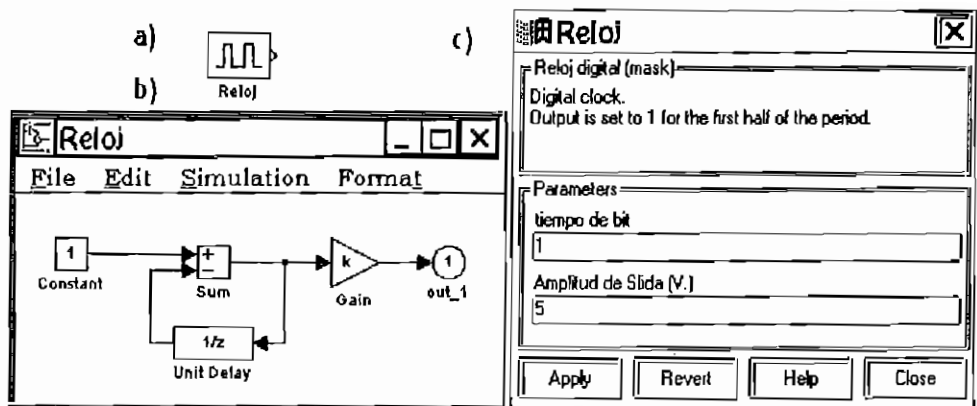 a)
Reloj
b)
Reloj
File Edit Simulation Format
1
Constant
+
−
Sum
k
Gain
1
out_1
1/z
Unit Delay
c)
Reloj
Reloj digital (mask)
Digital clock.
Output is set to 1 for the first half of the period.
Parameters
tiempo de bit
1
Amplitud de Slida (V.)
5
Apply Revert Help Close